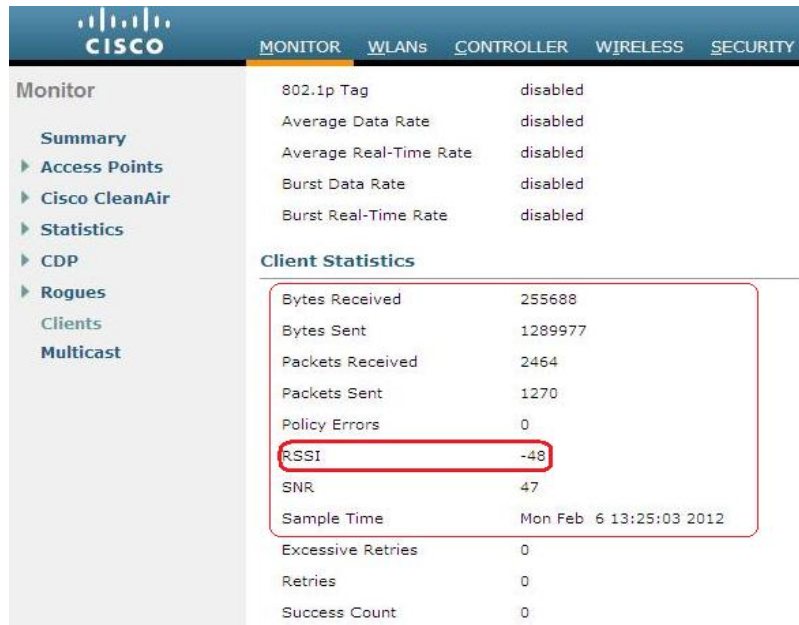 CISCO
MONITOR WLANs CONTROLLER WIRELESS SECURITY
Monitor
Summary
Access Points
Cisco CleanAir
Statistics
CDP
Rogues
Clients
Multicast
802.1p Tag disabled
Average Data Rate disabled
Average Real-Time Rate disabled
Burst Data Rate disabled
Burst Real-Time Rate disabled
Client Statistics
Bytes Received 255688
Bytes Sent 1289977
Packets Received 2464
Packets Sent 1270
Policy Errors 0
RSSI -48
SNR 47
Sample Time Mon Feb 6 13:25:03 2012
Excessive Retries 0
Retries 0
Success Count 0